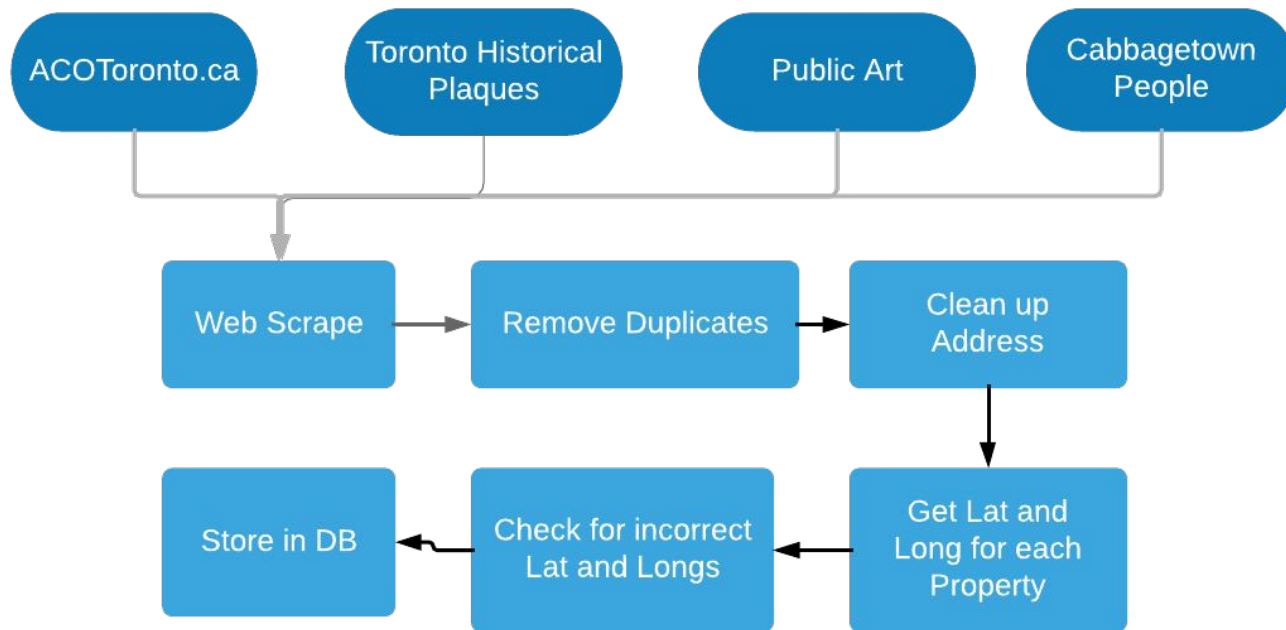 ACOToronto.ca
Toronto Historical
Plaques
Public Art
Cabbagetown
People
Web Scrape
Remove Duplicates
Clean up
Address
Get Lat and
Long for each
Property
Check for incorrect
Lat and Longs
Store in DB